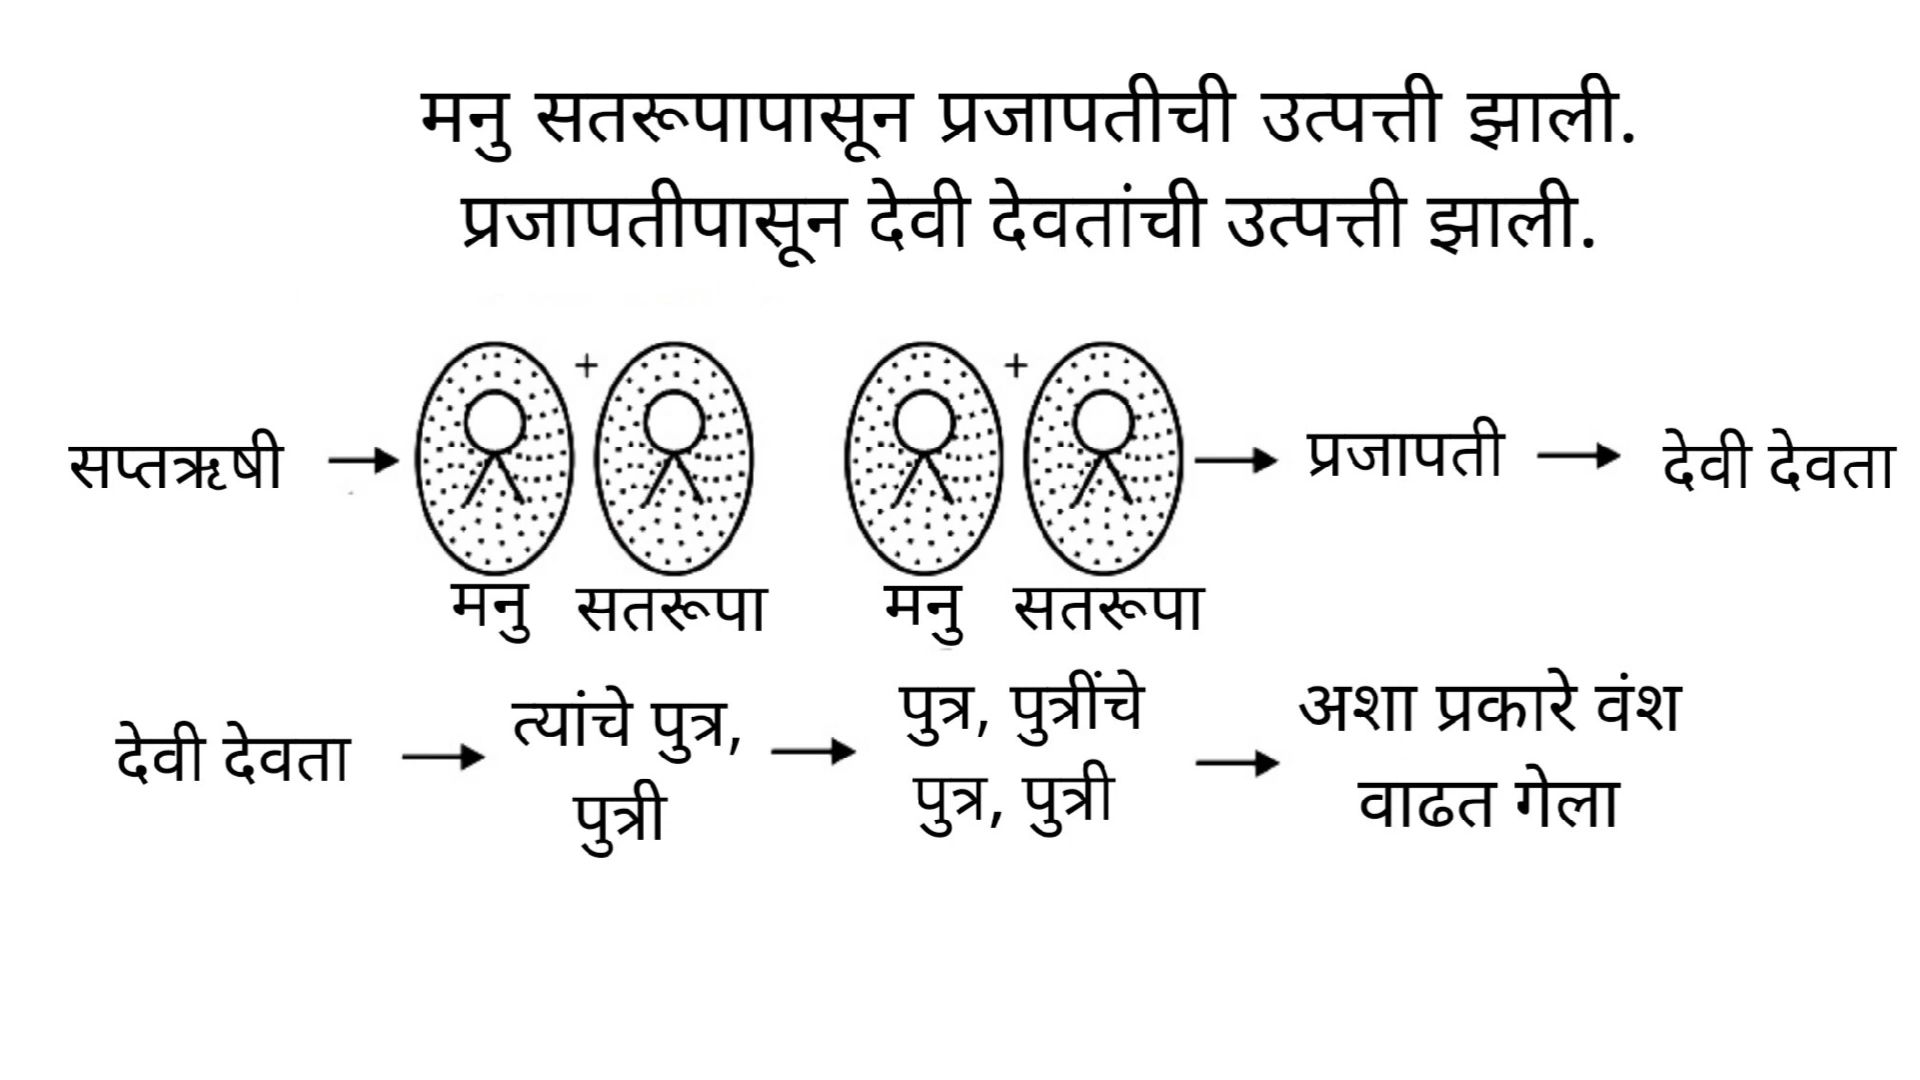 मनु सतरूपापासून प्रजापतीची उत्पत्ती झाली.
प्रजापतीपासून देवी देवतांची उत्पत्ती झाली.
सप्तऋषी → + + → प्रजापती → देवी देवता
मनु सतरूपा मनु सतरूपा
देवी देवता → त्यांचे पुत्र, → पुत्र, पुत्रींचे → अशा प्रकारे वंश
पुत्री पुत्र, पुत्री वाढत गेला